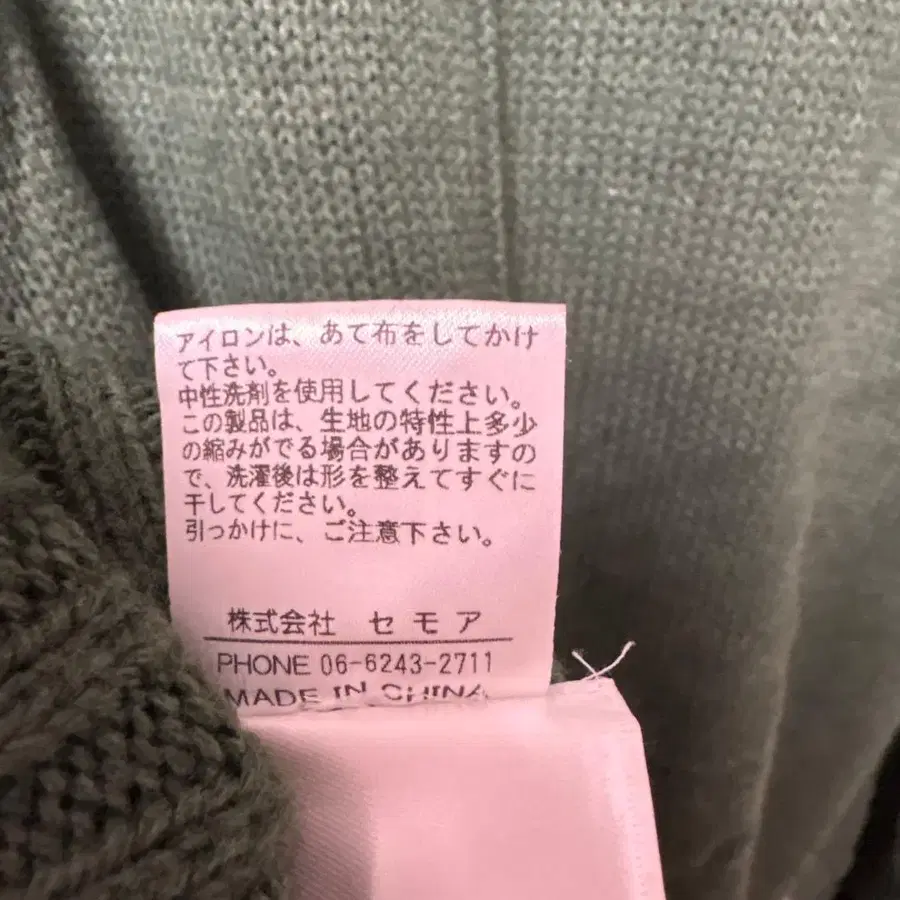 アイロンは、あて布をしてかけ
て下さい。
中性洗剤を使用してください。
この製品は、生地の特性上多少
の縮みがでる場合がありますの
で、洗濯後は形を整えてすぐに
干してください。
引っかけに、ご注意下さい。
株式会社 セモア
PHONE 06-6243-2711
MADE IN CHINA